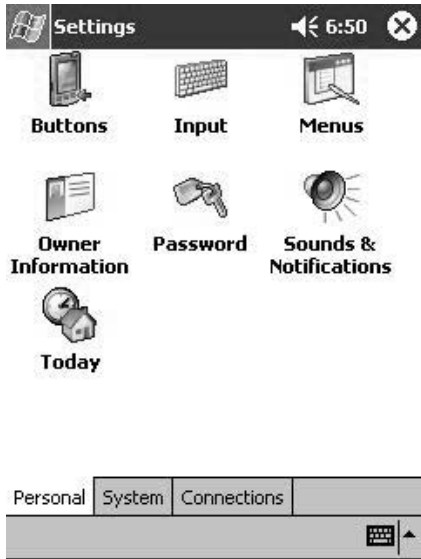 Settings 6:50
Buttons Input Menus
Owner Information Password Sounds & Notifications
Today
Personal System Connections